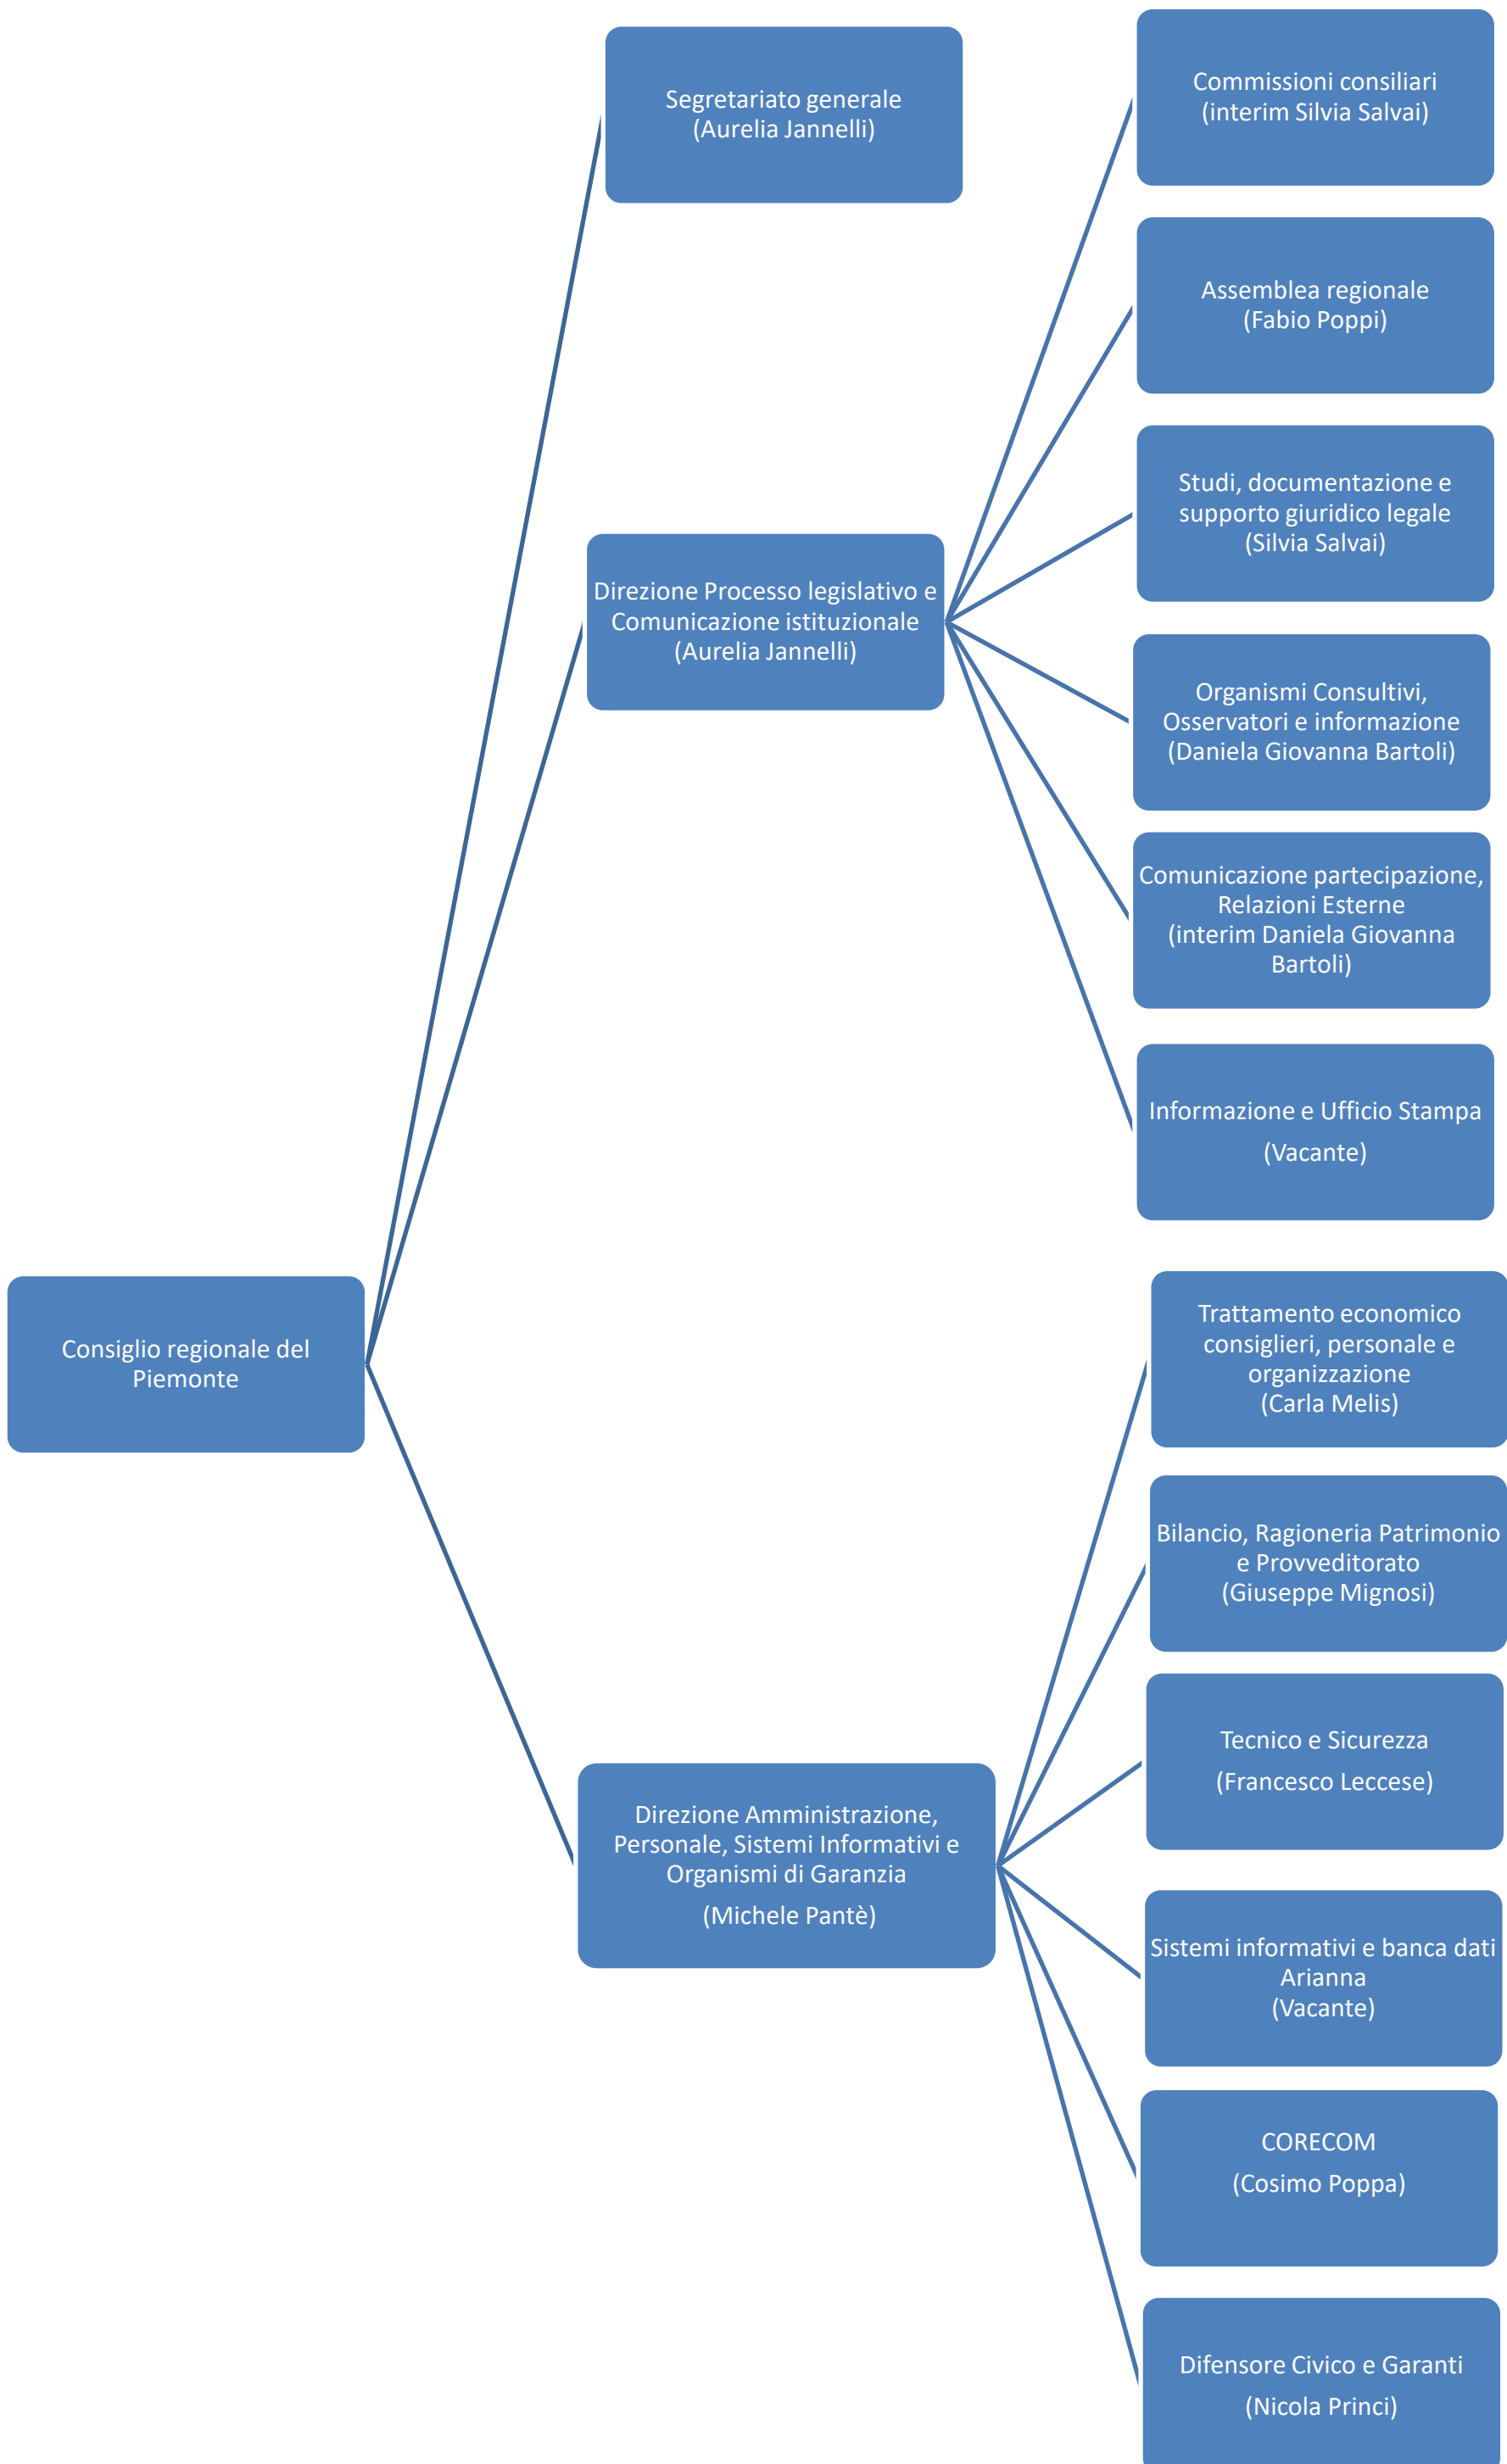 Consiglio regionale del
Piemonte
Segretariato generale
(Aurelia Jannelli)
Direzione Processo legislativo e
Comunicazione istituzionale
(Aurelia Jannelli)
Commissioni consiliari
(interim Silvia Salvai)
Assemblea regionale
(Fabio Poppi)
Studi, documentazione e
supporto giuridico legale
(Silvia Salvai)
Organismi Consultivi,
Osservatori e informazione
(Daniela Giovanna Bartoli)
Comunicazione partecipazione,
Relazioni Esterne
(interim Daniela Giovanna
Bartoli)
Informazione e Ufficio Stampa
(Vacante)
Direzione Amministrazione,
Personale, Sistemi Informativi e
Organismi di Garanzia
(Michele Pantè)
Trattamento economico
consiglieri, personale e
organizzazione
(Carla Melis)
Bilancio, Ragioneria Patrimonio
e Provveditorato
(Giuseppe Mignosi)
Tecnico e Sicurezza
(Francesco Leccese)
Sistemi informativi e banca dati
Arianna
(Vacante)
CORECOM
(Cosimo Poppa)
Difensore Civico e Garanti
(Nicola Princi)